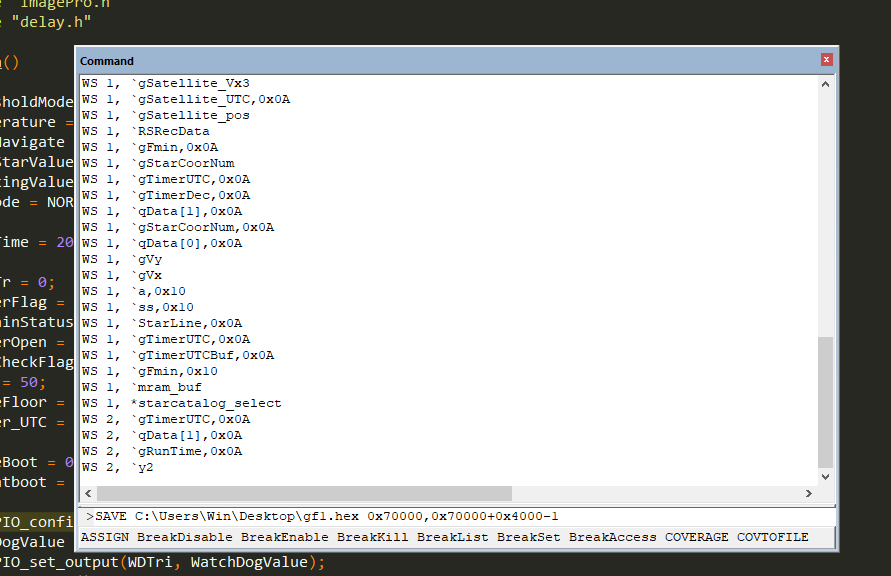 "ImagePro.h"
"delay.h"
()
Command
sholdMode
erature =
Navigate
StarValue
tingValue
ode = NOR
Time = 20
Tr = 0;
erFlag =
ainStatus
erOpen =
CheckFlag
= 50;
eFloor =
er_UTC =
eBoot = 0
atboot =
PIO_confi
DogValue
PIO_set_output(WDTri, WatchDogValue);
WS 1, `gSatellite_Vx3
WS 1, `gSatellite_UTC,0x0A
WS 1, `gSatellite_pos
WS 1, `RSRecData
WS 1, `gFmin,0x0A
WS 1, `gStarCoorNum
WS 1, `gTimerUTC,0x0A
WS 1, `gTimerDec,0x0A
WS 1, `qData[1],0x0A
WS 1, `gStarCoorNum,0x0A
WS 1, `qData[0],0x0A
WS 1, `gVy
WS 1, `gVx
WS 1, `a,0x10
WS 1, `ss,0x10
WS 1, `StarLine,0x0A
WS 1, `gTimerUTC,0x0A
WS 1, `gTimerUTCBuf,0x0A
WS 1, `gFmin,0x10
WS 1, `mram_buf
WS 1, *starcatalog_select
WS 2, `gTimerUTC,0x0A
WS 2, `qData[1],0x0A
WS 2, `gRunTime,0x0A
WS 2, `y2
>SAVE C:\Users\Win\Desktop\gf1.hex 0x70000,0x70000+0x4000-1
ASSIGN BreakDisable BreakEnable BreakKill BreakList BreakSet BreakAccess COVERAGE COVTOFILE